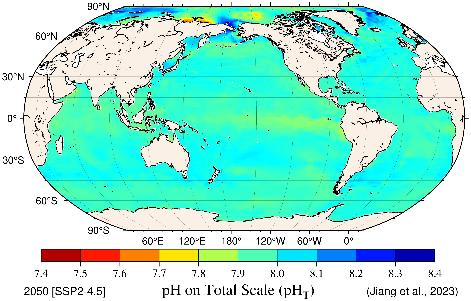 90°N
60°N
30°N
0°
30°S
60°S
90°S
60°E 120°E 180° 120°W 60°W 0°
7.4 7.5 7.6 7.7 7.8 7.9 8.0 8.1 8.2 8.3 8.4
2050 [SSP2-4.5] pH on Total Scale (pH_T) (Jiang et al., 2023)